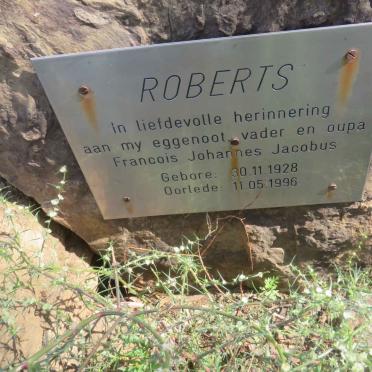 ROBERTS
In liefdevolle herinnering
aan my eggenoot, vader en oupa
Francois Johannes Jacobus
Gebore: 30.11.1928
Oorlede: 11.05.1996